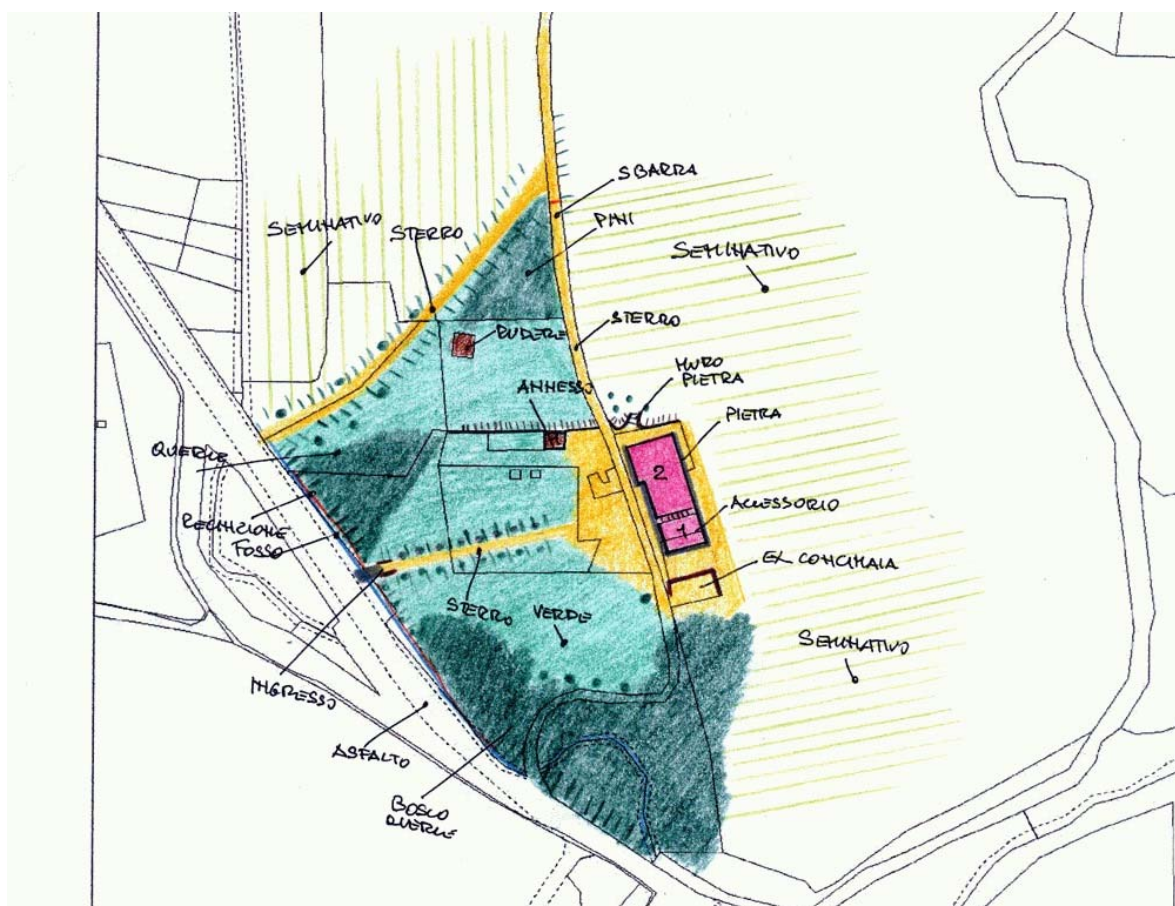 SBARRA
PINI
SEMINATIVO
STERRO
SEMINATIVO
RUDERE
STERRO
MURO
PIETRA
ANNESSO
PIETRA
QUERCE
2
ACCESSORIO
RECINZIONE
FOSSO
1
EX CONCIMAIA
STERRO
VERDE
SEMINATIVO
INGRESSO
ASFALTO
BOSCO
QUERCE